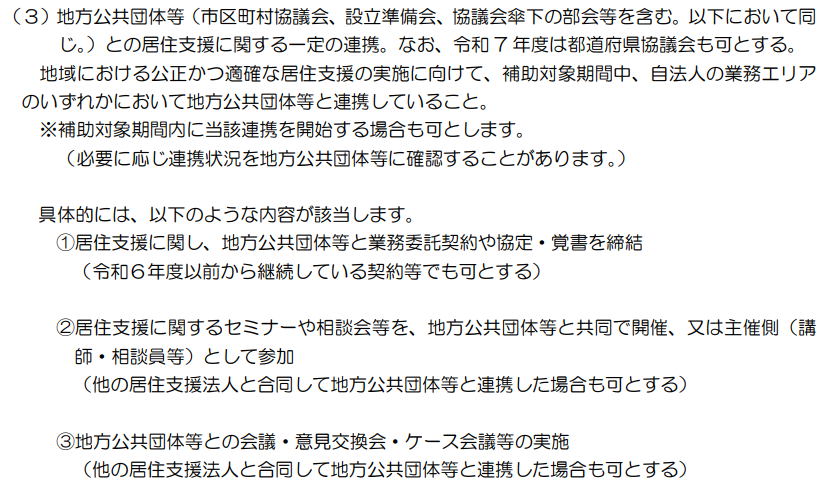 （３）地方公共団体等（市区町村協議会、設立準備会、協議会傘下の部会等を含む。以下において同
じ。）との居住支援に関する一定の連携。なお、令和７年度は都道府県協議会も可とする。
地域における公正かつ適確な居住支援の実施に向けて、補助対象期間中、自法人の業務エリア
のいずれかにおいて地方公共団体等と連携していること。
※補助対象期間内に当該連携を開始する場合も可とします。
（必要に応じ連携状況を地方公共団体等に確認することがあります。）
具体的には、以下のような内容が該当します。
①居住支援に関し、地方公共団体等と業務委託契約や協定・覚書を締結
（令和６年度以前から継続している契約等でも可とする）
②居住支援に関するセミナーや相談会等を、地方公共団体等と共同で開催、又は主催側（講
師・相談員等）として参加
（他の居住支援法人と合同して地方公共団体等と連携した場合も可とする）
③地方公共団体等との会議・意見交換会・ケース会議等の実施
（他の居住支援法人と合同して地方公共団体等と連携した場合も可とする）